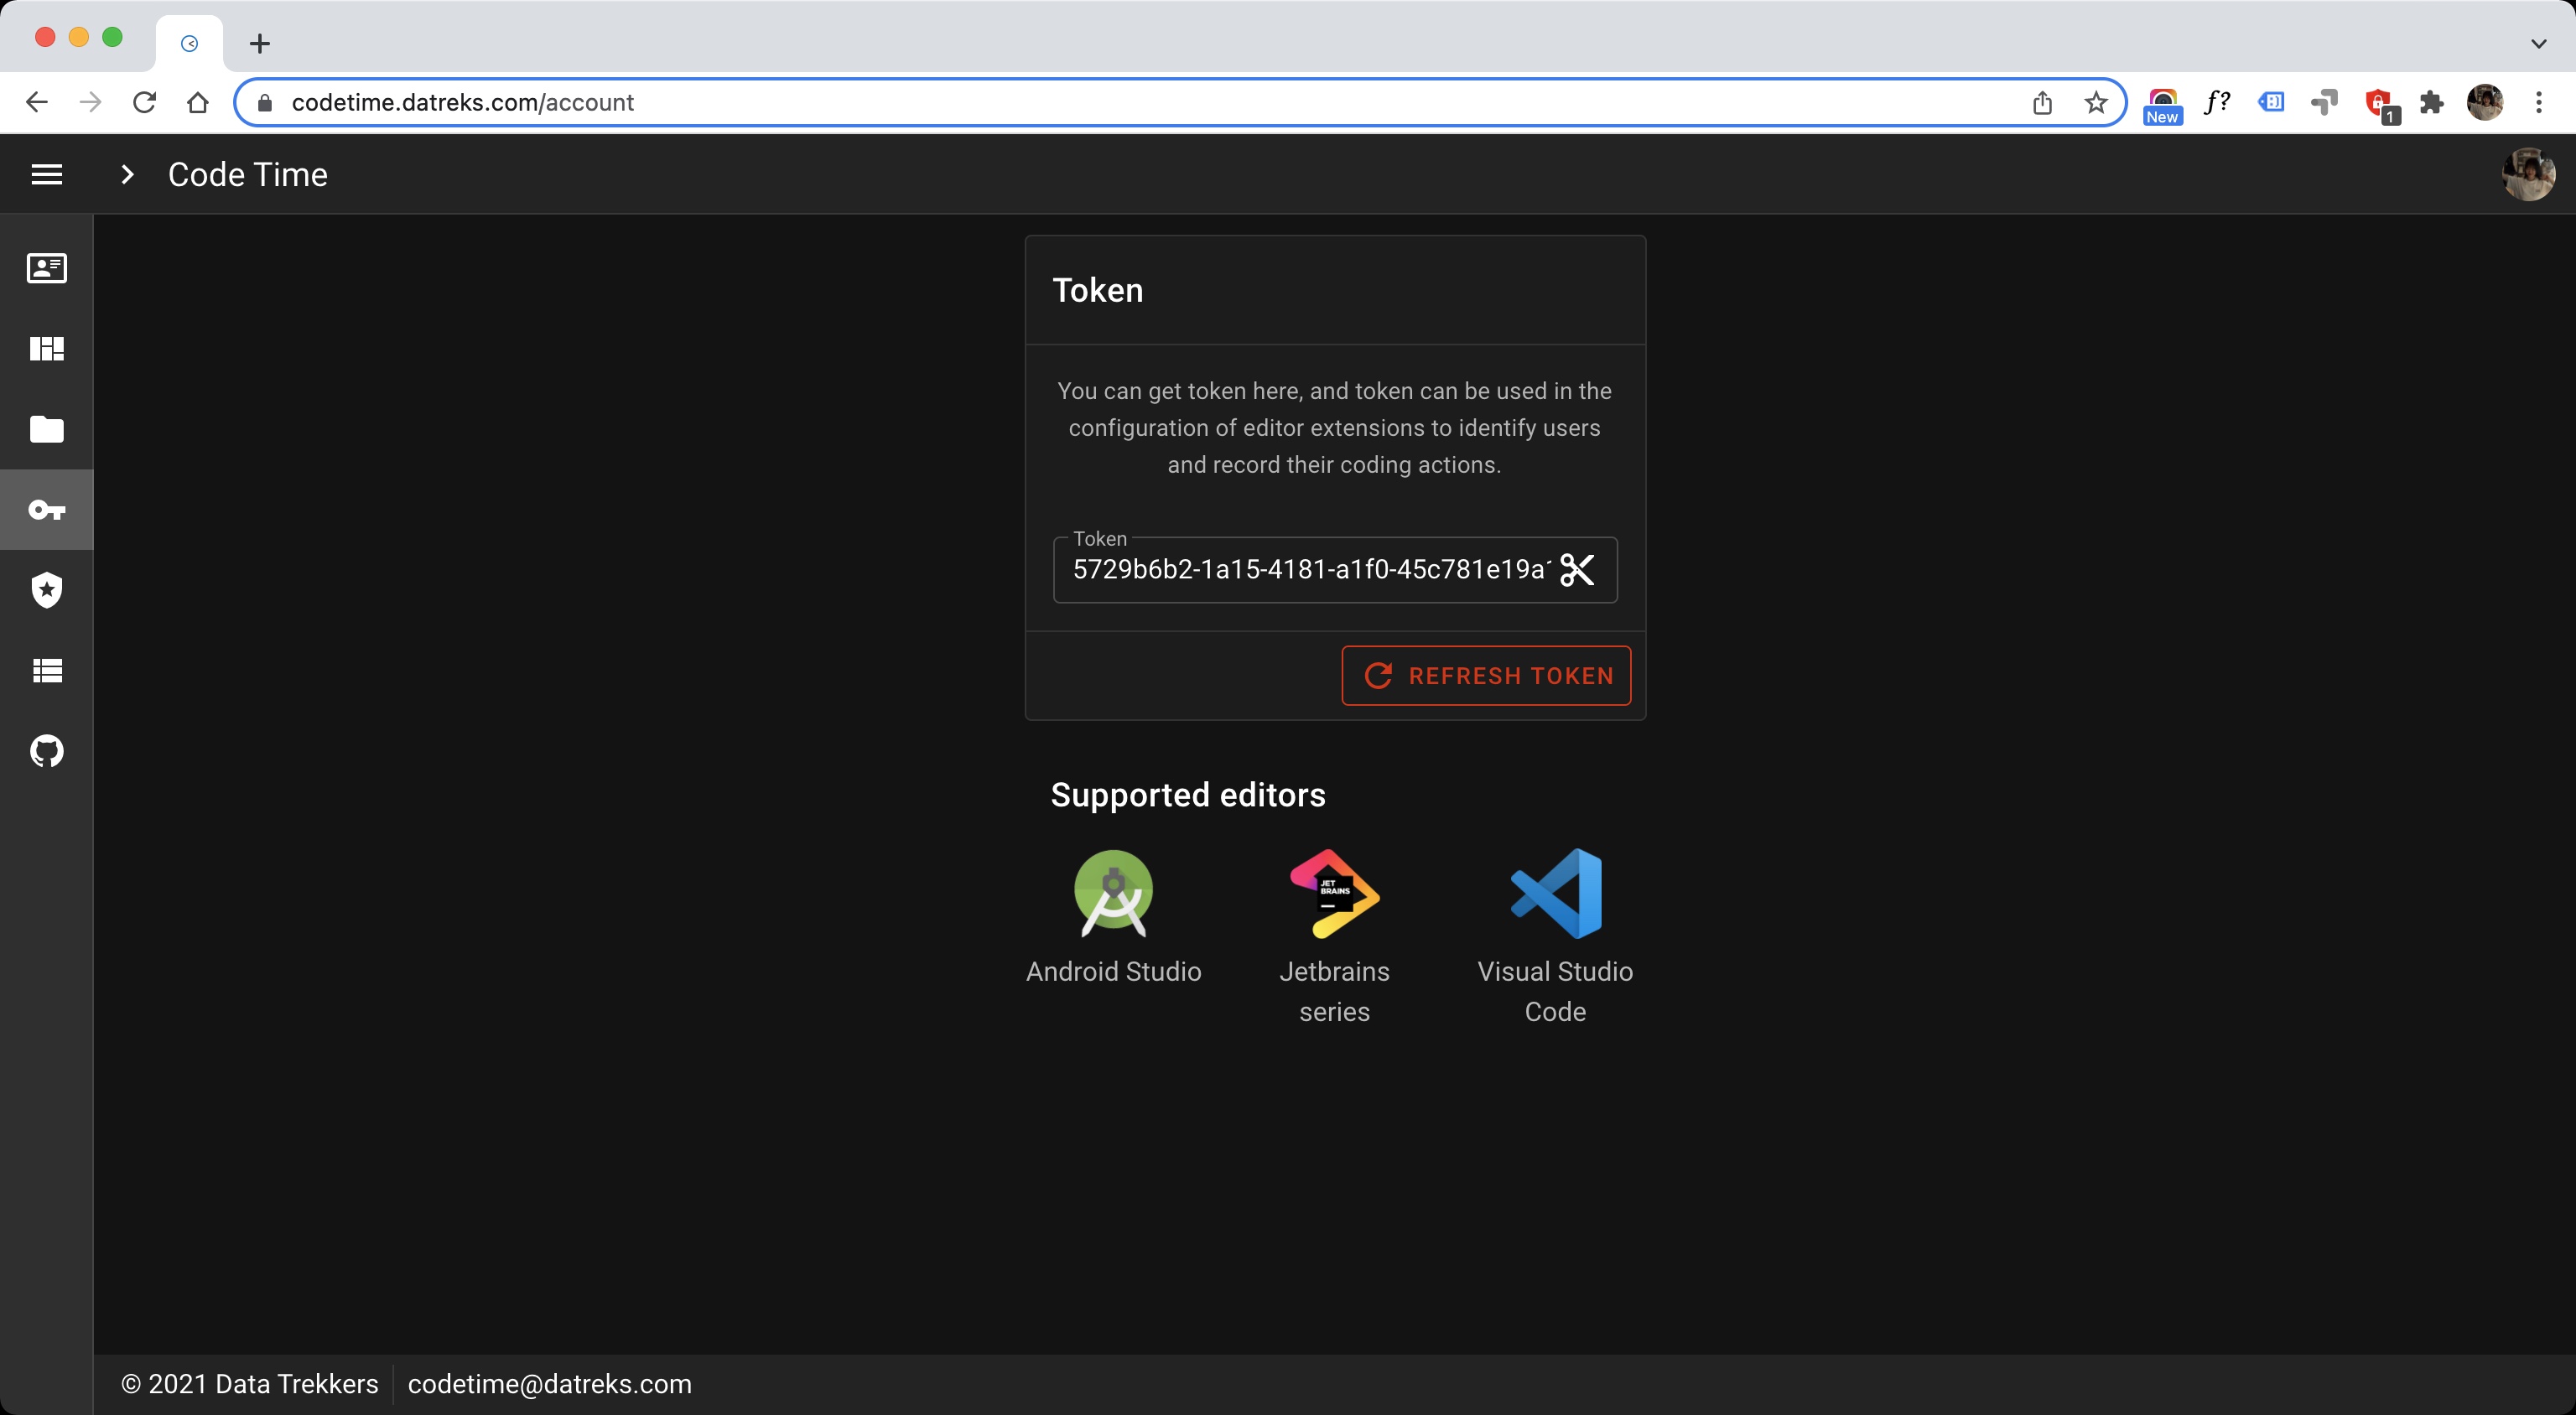 codetime.datreks.com/account
New
f?
1
Code Time
Token
You can get token here, and token can be used in the
configuration of editor extensions to identify users
and record their coding actions.
Token
5729b6b2-1a15-4181-a1f0-45c781e19a
REFRESH TOKEN
Supported editors
JET
BRAINS
Android Studio
Jetbrains
series
Visual Studio
Code
© 2021 Data Trekkers
codetime@datreks.com